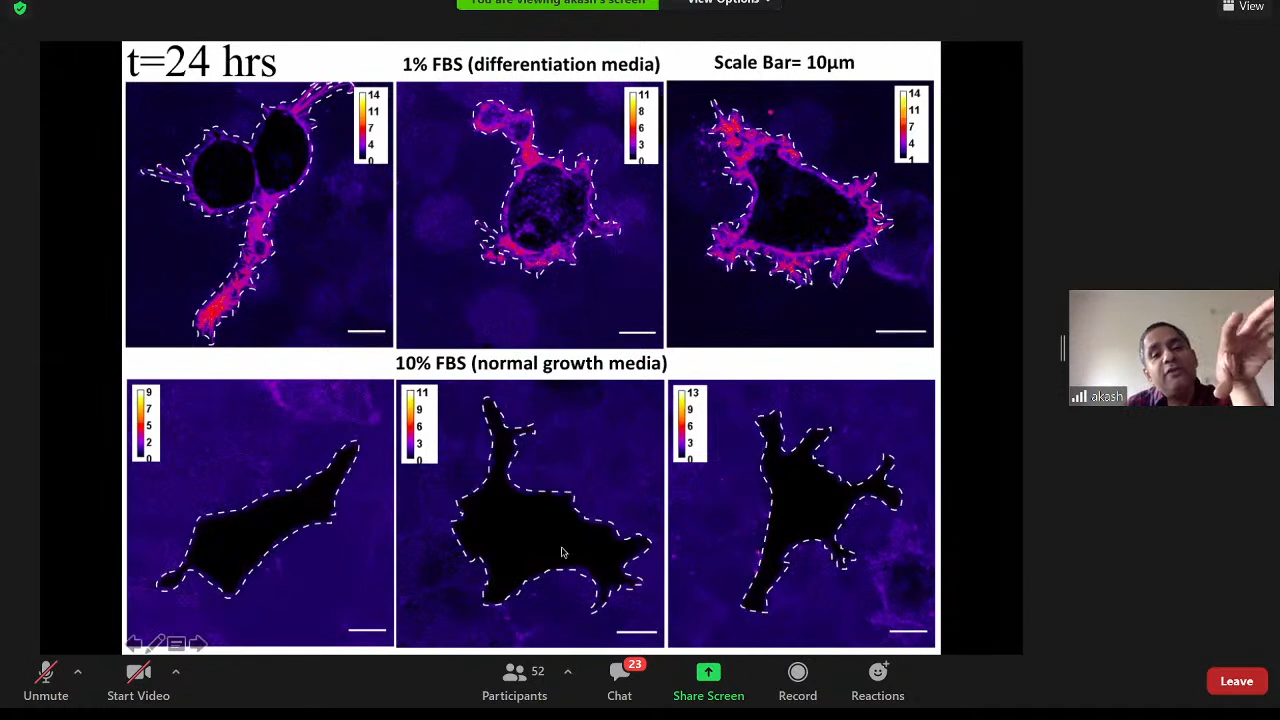 You are viewing akash's screen
View Options
View
t=24 hrs
1% FBS (differentiation media)
Scale Bar= 10µm
14
11
7
4
0
11
8
6
3
0
14
11
7
4
1
10% FBS (normal growth media)
9
7
5
2
0
11
9
6
3
0
13
9
6
3
0
akash
Unmute
Start Video
52
Participants
23
Chat
Share Screen
Record
Reactions
Leave